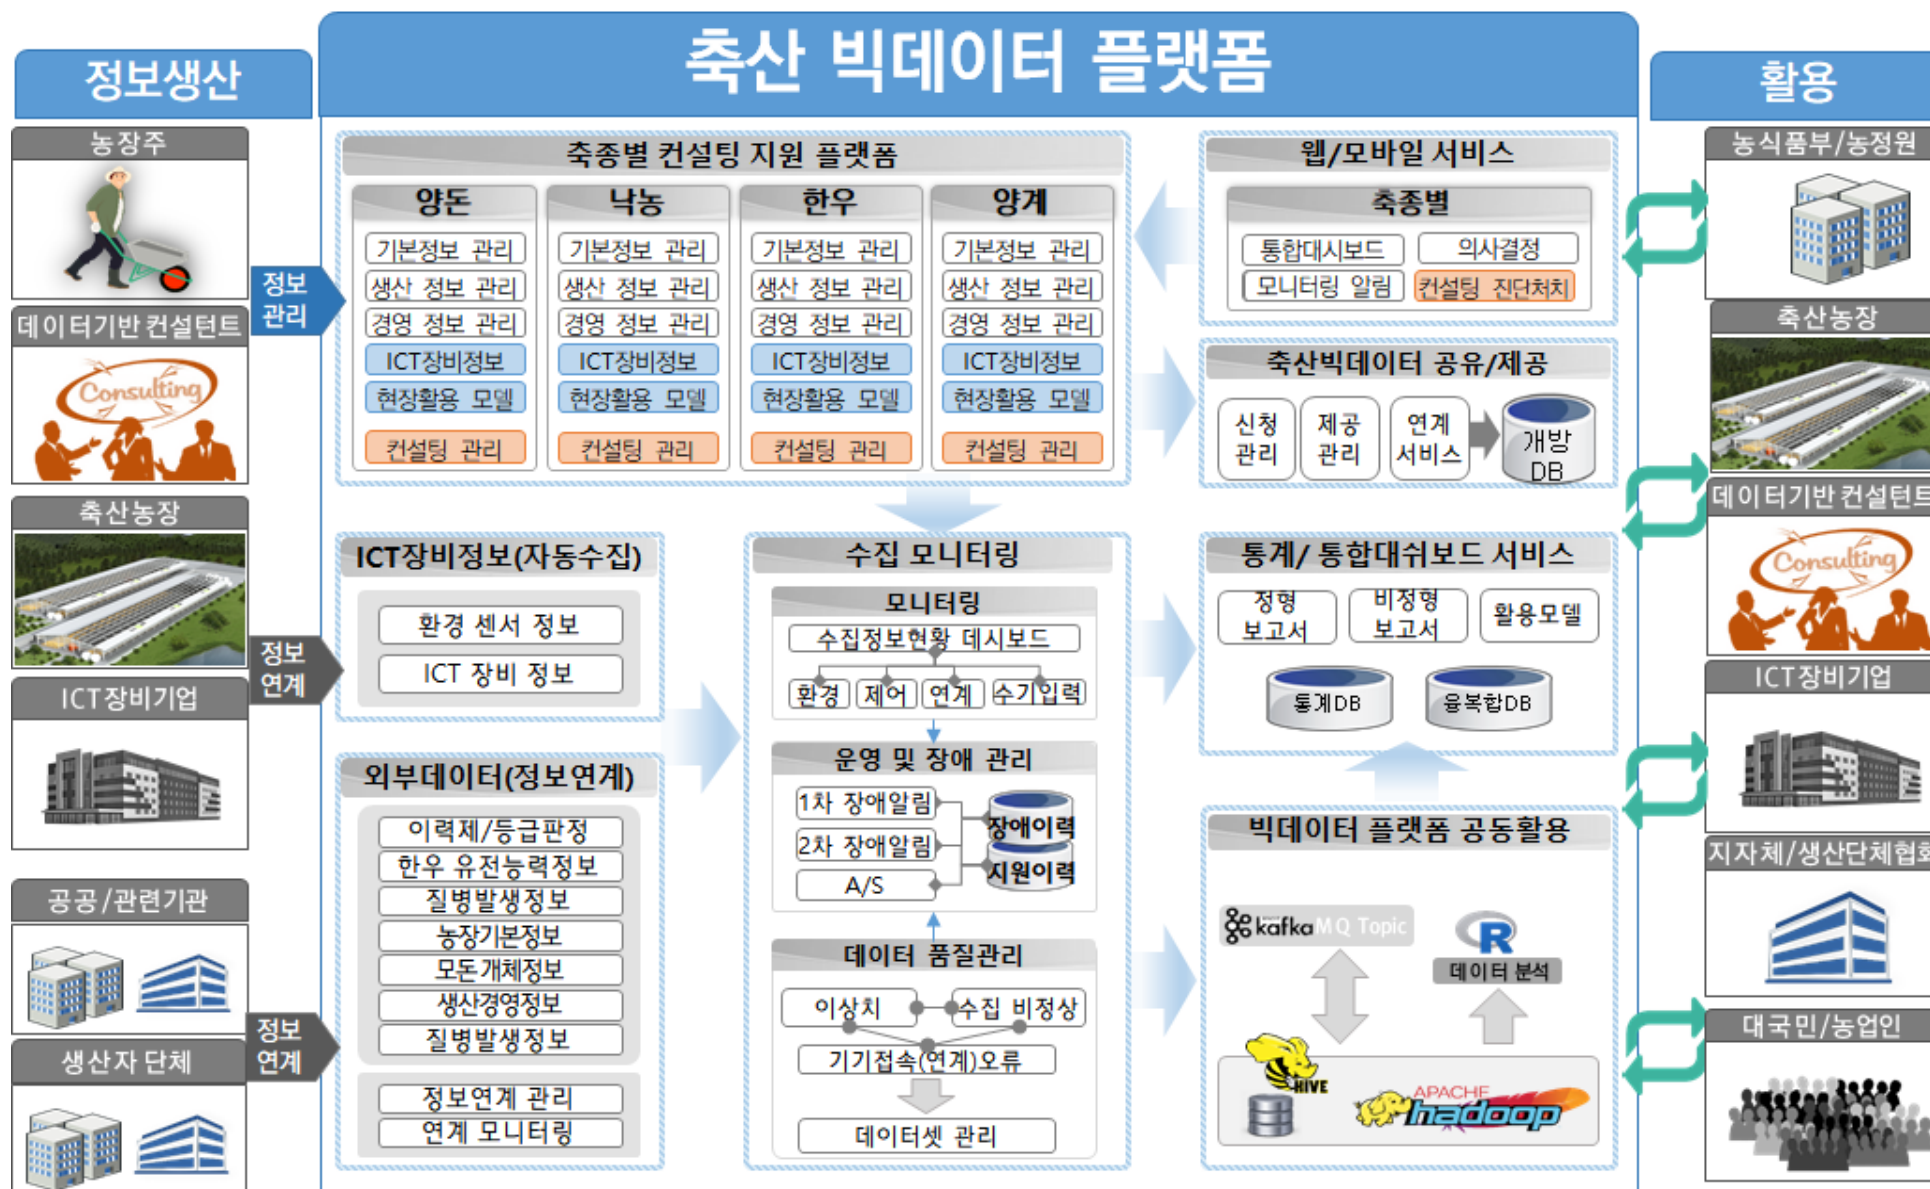 축산 빅데이터 플랫폼
정보생산
농장주
데이터기반 컨설턴트
Consulting
축산농장
ICT장비기업
공공/관련기관
생산자 단체
정보
관리
정보
연계
정보
연계
축종별 컨설팅 지원 플랫폼
양돈
기본정보 관리
생산 정보 관리
경영 정보 관리
ICT장비정보
현장활용 모델
컨설팅 관리
낙농
기본정보 관리
생산 정보 관리
경영 정보 관리
ICT장비정보
현장활용 모델
컨설팅 관리
한우
기본정보 관리
생산 정보 관리
경영 정보 관리
ICT장비정보
현장활용 모델
컨설팅 관리
양계
기본정보 관리
생산 정보 관리
경영 정보 관리
ICT장비정보
현장활용 모델
컨설팅 관리
ICT장비정보(자동수집)
환경 센서 정보
ICT 장비 정보
외부데이터(정보연계)
이력제/등급판정
한우 유전능력정보
질병발생정보
농장기본정보
모돈개체정보
생산경영정보
질병발생정보
정보연계 관리
연계 모니터링
수집 모니터링
모니터링
수집정보현황 데시보드
환경
제어
연계
수기입력
운영 및 장애 관리
1차 장애알림
2차 장애알림
A/S
장애이력
지원이력
데이터 품질관리
이상치
수집 비정상
기기접속(연계)오류
데이터셋 관리
웹/모바일 서비스
축종별
통합대시보드
의사결정
모니터링 알림
컨설팅 진단처치
축산빅데이터 공유/제공
신청
관리
제공
관리
연계
서비스
개방
DB
통계/ 통합대쉬보드 서비스
정형
보고서
비정형
보고서
활용모델
통계DB
융복합DB
빅데이터 플랫폼 공동활용
kafka MQ Topic
R
데이터 분석
HIVE
APACHE
hadoop
활용
농식품부/농정원
축산농장
데이터기반 컨설턴트
Consulting
ICT장비기업
지자체/생산단체협회
대국민/농업인